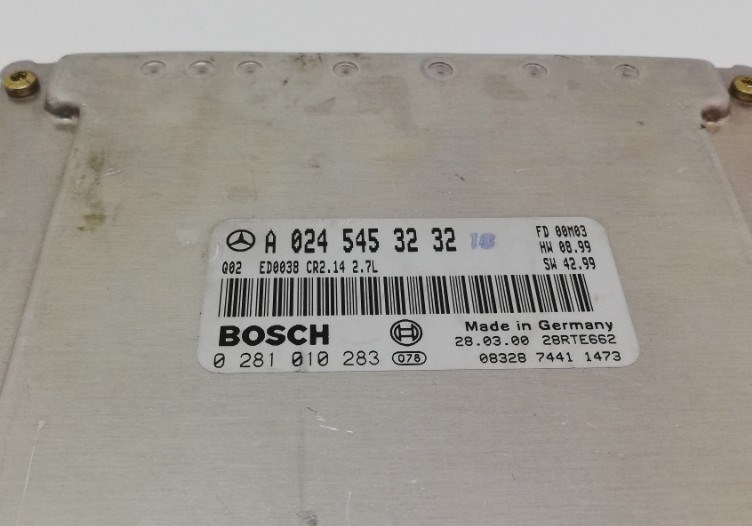 A 024 545 32 32 18 FD 00M03
HW 08.99
Q02 ED0038 CR2.14 2.7L SW 42.99
BOSCH Made in Germany
28.03.00 28RTE662
0 281 010 283 078 08328 7441 1473